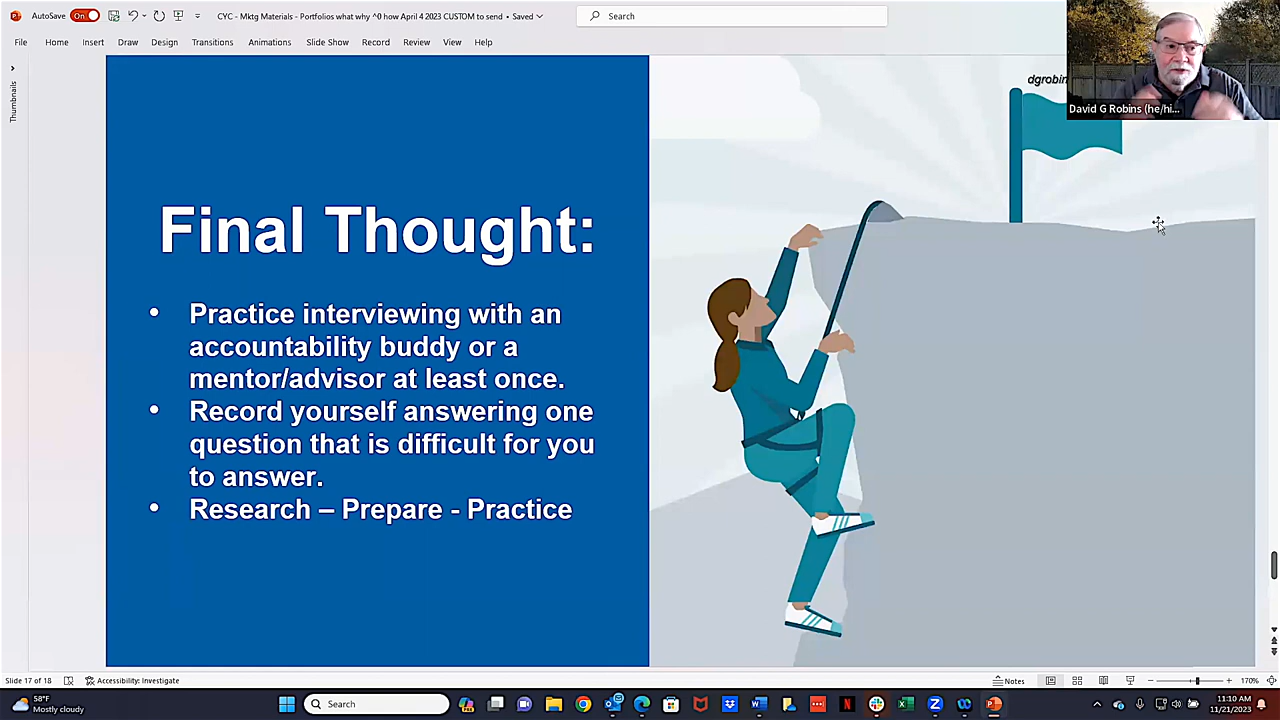 AutoSave
On
CYC - Mktg Materials - Portfolios what why ^0 how April 4 2023 CUSTOM to send • Saved
Search
File Home Insert Draw Design Transitions Animations Slide Show Record Review View Help
Thumbnails
dgrobin
David G Robins (he/hi...
Final Thought:
• Practice interviewing with an
accountability buddy or a
mentor/advisor at least once.
• Record yourself answering one
question that is difficult for you
to answer.
• Research – Prepare - Practice
Slide 17 of 18
Accessibility: Investigate
Notes
170%
58°F
Mostly cloudy
Search
11:10 AM
11/21/2023